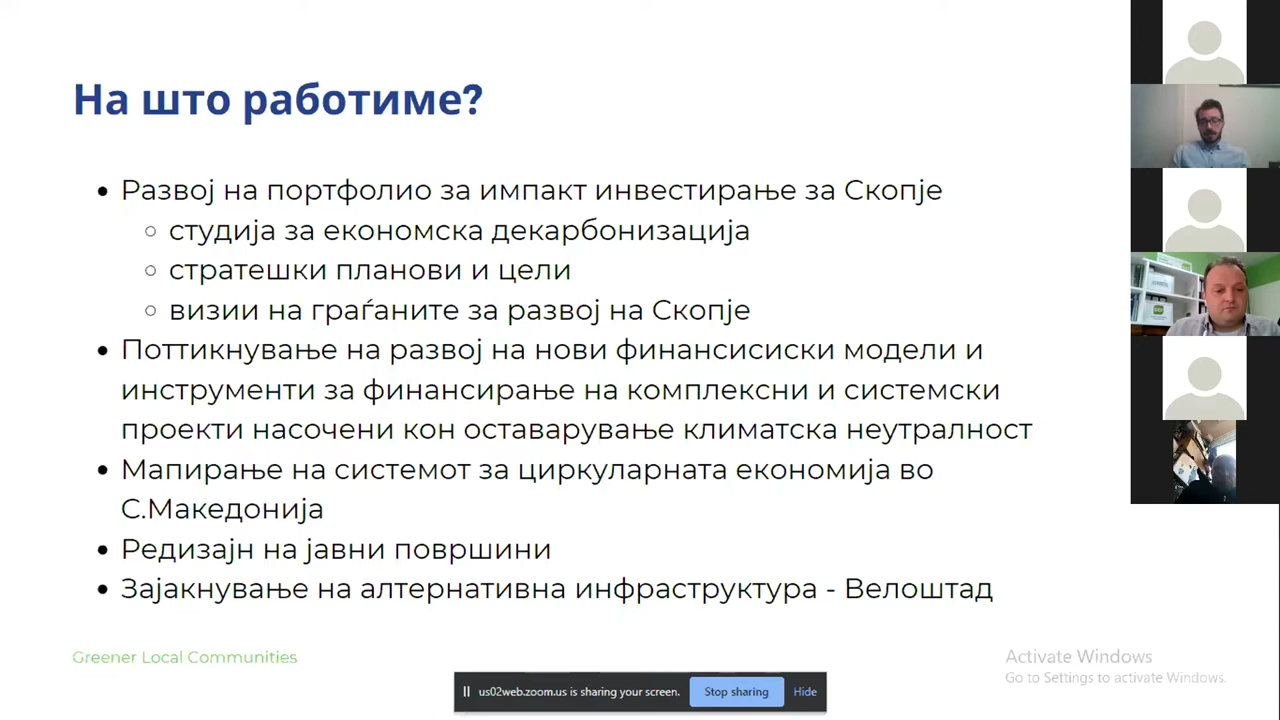 На што работиме?
• Развој на портфолио за импакт инвестирање за Скопје
○ студија за економска декарбонизација
○ стратешки планови и цели
○ визии на граѓаните за развој на Скопје
• Поттикнување на развој на нови финансисиски модели и
инструменти за финансирање на комплексни и системски
проекти насочени кон оставарување климатска неутралност
• Мапирање на системот за циркуларната економија во
С.Македонија
• Редизајн на јавни површини
• Зајакнување на алтернативна инфраструктура - Велоштад
Greener Local Communities
Activate Windows
Go to Settings to activate Windows.
us02web.zoom.us is sharing your screen. Stop sharing Hide